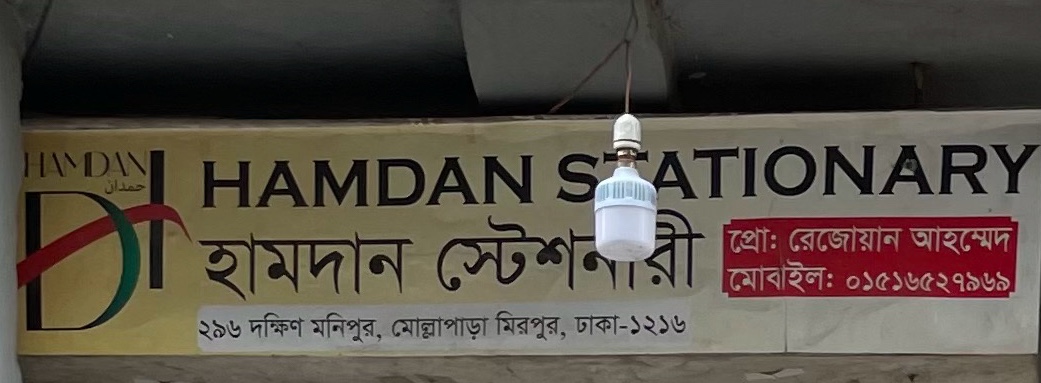 HAMDAN
حمدان
HAMDAN STATIONARY
হামদান স্টেশনারী
প্রো: রেজোয়ান আহম্মেদ
মোবাইল: ০১৫১৬৫২৭৯৬৯
২৯৬ দক্ষিণ মনিপুর, মোল্লাপাড়া মিরপুর, ঢাকা-১২১৬